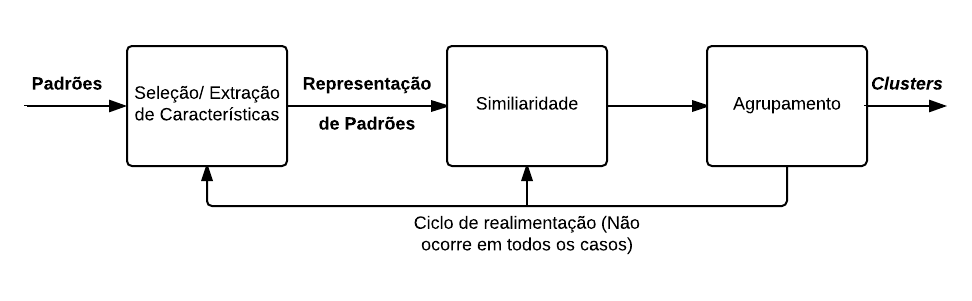 Padrões
Seleção/ Extração
de Características
Representação
de Padrões
Similiaridade
Agrupamento
Clusters
Ciclo de realimentação (Não
ocorre em todos os casos)